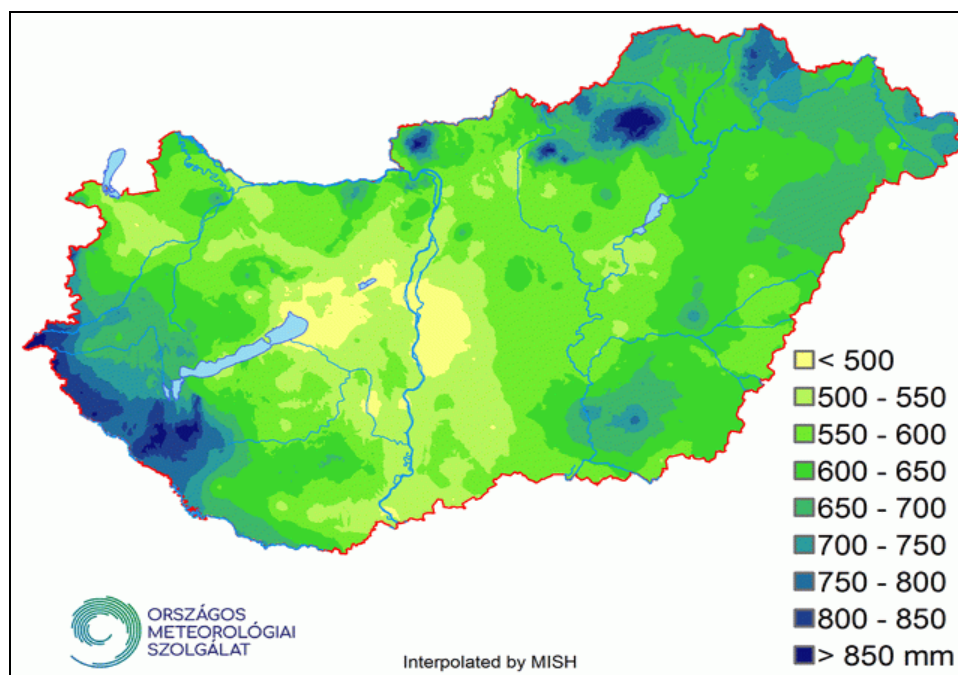 < 500
500 - 550
550 - 600
600 - 650
650 - 700
700 - 750
750 - 800
800 - 850
> 850 mm
ORSZÁGOS
METEOROLÓGIAI
SZOLGÁLAT
Interpolated by MISH